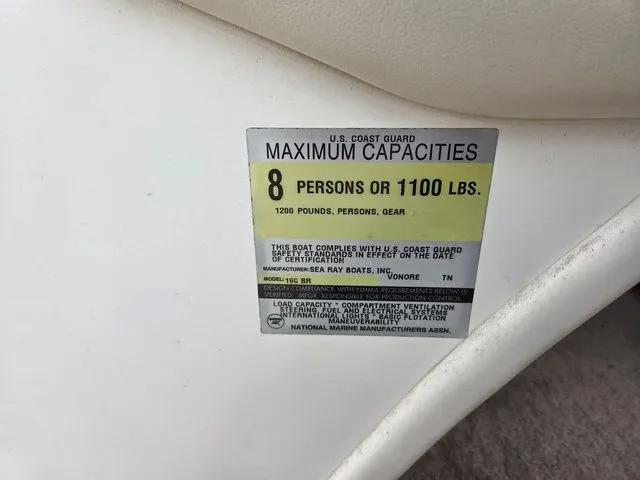 U.S. COAST GUARD
MAXIMUM CAPACITIES
8 PERSONS OR 1100 LBS.
1200 POUNDS, PERSONS, GEAR
THIS BOAT COMPLIES WITH U.S. COAST GUARD
SAFETY STANDARDS IN EFFECT ON THE DATE
OF CERTIFICATION
MANUFACTURER: SEA RAY BOATS, INC. VONORE TN
MODEL: 190 BR
DESIGN COMPLIANCE WITH NMMA REQUIREMENTS BELOW IS
VERIFIED. MFGR. RESPONSIBLE FOR PRODUCTION CONTROL.
LOAD CAPACITY * COMPARTMENT VENTILATION
STEERING, FUEL AND ELECTRICAL SYSTEMS
INTERNATIONAL LIGHTS * BASIC FLOTATION
MANEUVERABILITY
NATIONAL MARINE MANUFACTURERS ASSN.